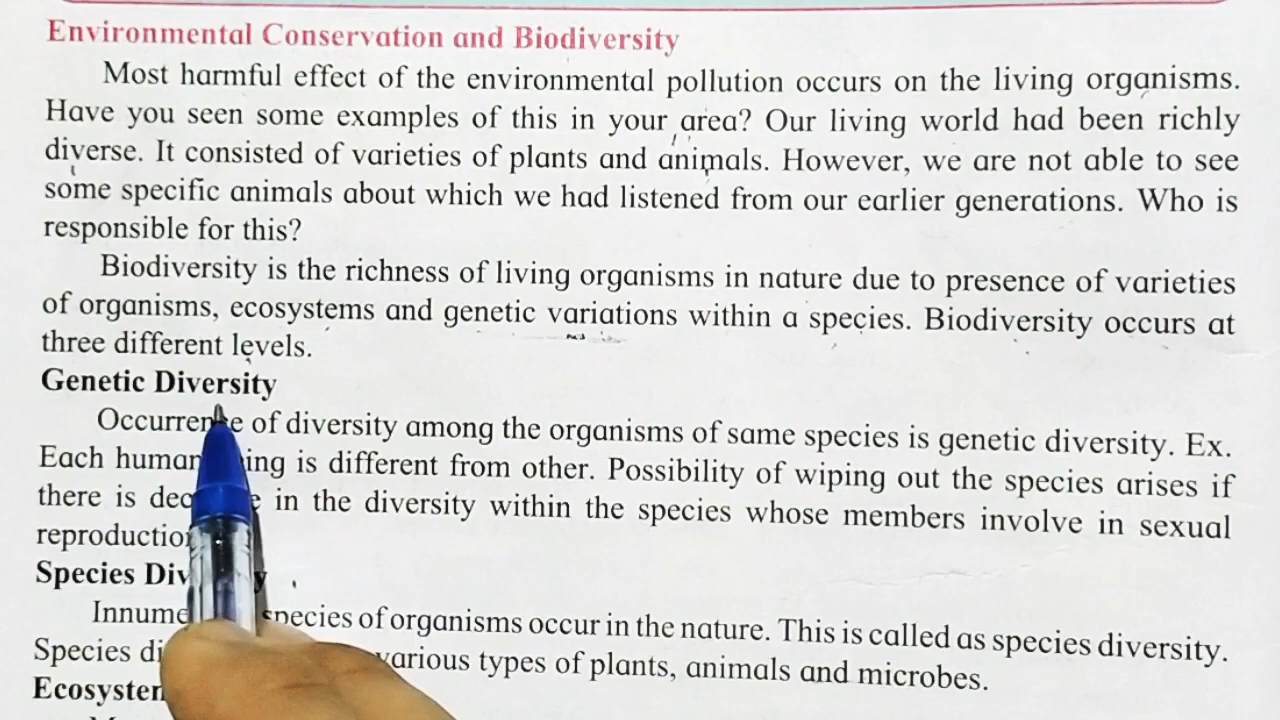 Environmental Conservation and Biodiversity
Most harmful effect of the environmental pollution occurs on the living organisms.
Have you seen some examples of this in your area? Our living world had been richly
diverse. It consisted of varieties of plants and animals. However, we are not able to see
some specific animals about which we had listened from our earlier generations. Who is
responsible for this?
Biodiversity is the richness of living organisms in nature due to presence of varieties
of organisms, ecosystems and genetic variations within a species. Biodiversity occurs at
three different levels.
Genetic Diversity
Occurrence of diversity among the organisms of same species is genetic diversity. Ex.
Each human is different from other. Possibility of wiping out the species arises if
there is in the diversity within the species whose members involve in sexual
reproduction
Species
species of organisms occur in the nature. This is called as species diversity.
Species various types of plants, animals and microbes.